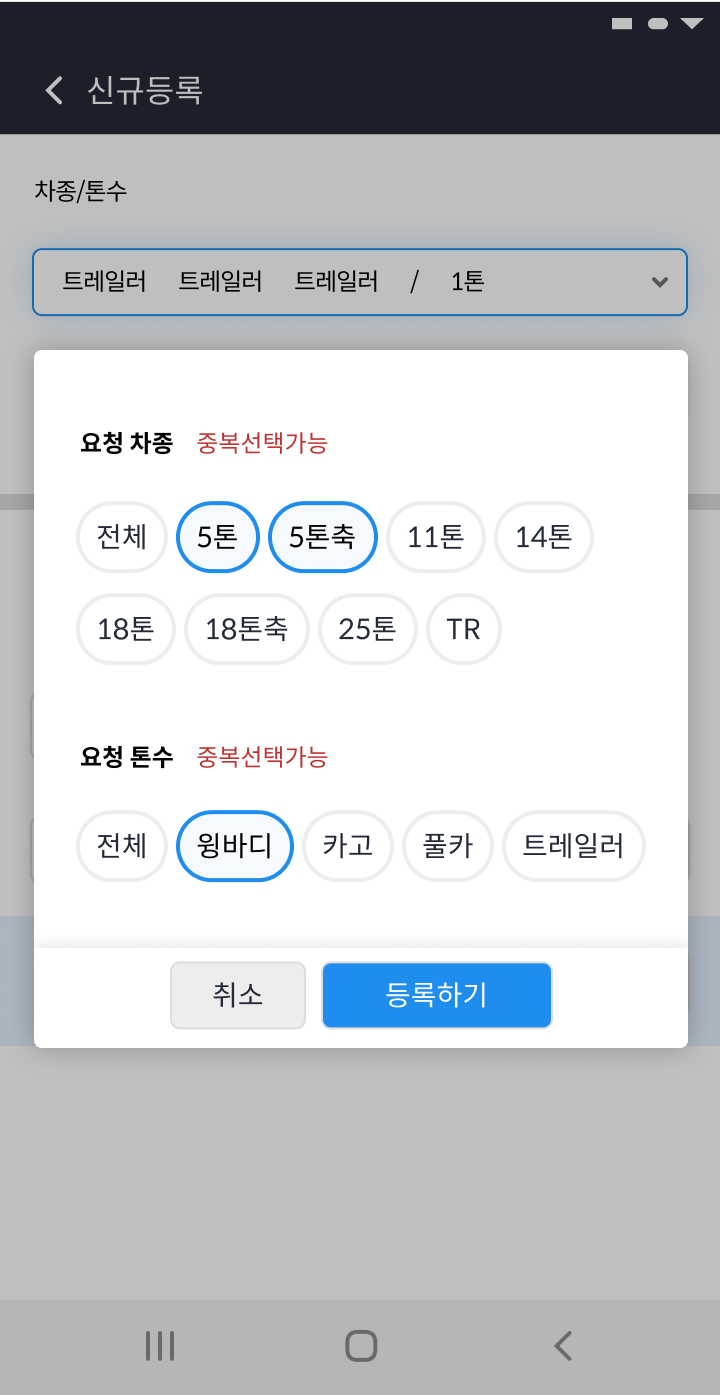 신규등록
차종/톤수
트레일러 트레일러 트레일러 / 1톤
요청 차종 중복선택가능
전체 5톤 5톤축 11톤 14톤
18톤 18톤축 25톤 TR
요청 톤수 중복선택가능
전체 윙바디 카고 풀카 트레일러
취소 등록하기